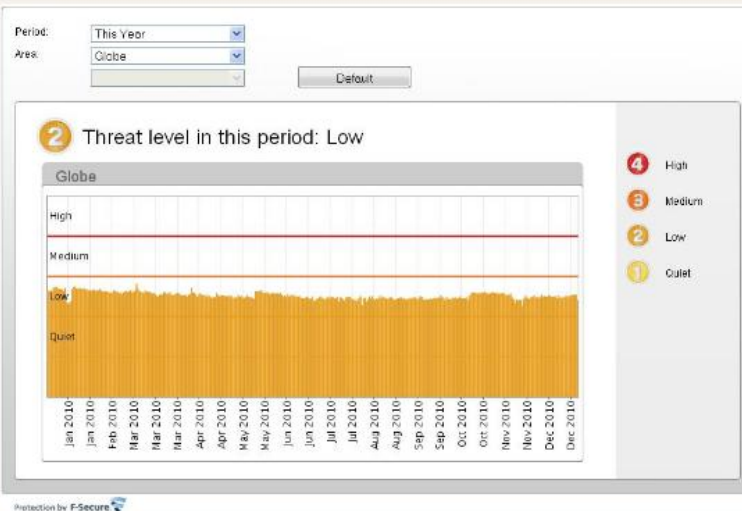 Period:
This Year
Area:
Globe
Default
2 Threat level in this period: Low
Globe
High
Medium
Low
Quiet
Jan 2010
Jan 2010
Feb 2010
Mar 2010
Mar 2010
Mar 2010
Apr 2010
Apr 2010
May 2010
May 2010
Jun 2010
Jun 2010
Jul 2010
Jul 2010
Aug 2010
Aug 2010
Sep 2010
Sep 2010
Oct 2010
Oct 2010
Nov 2010
Nov 2010
Dec 2010
Dec 2010
4 High
3 Medium
2 Low
1 Quiet
Protection by F-Secure